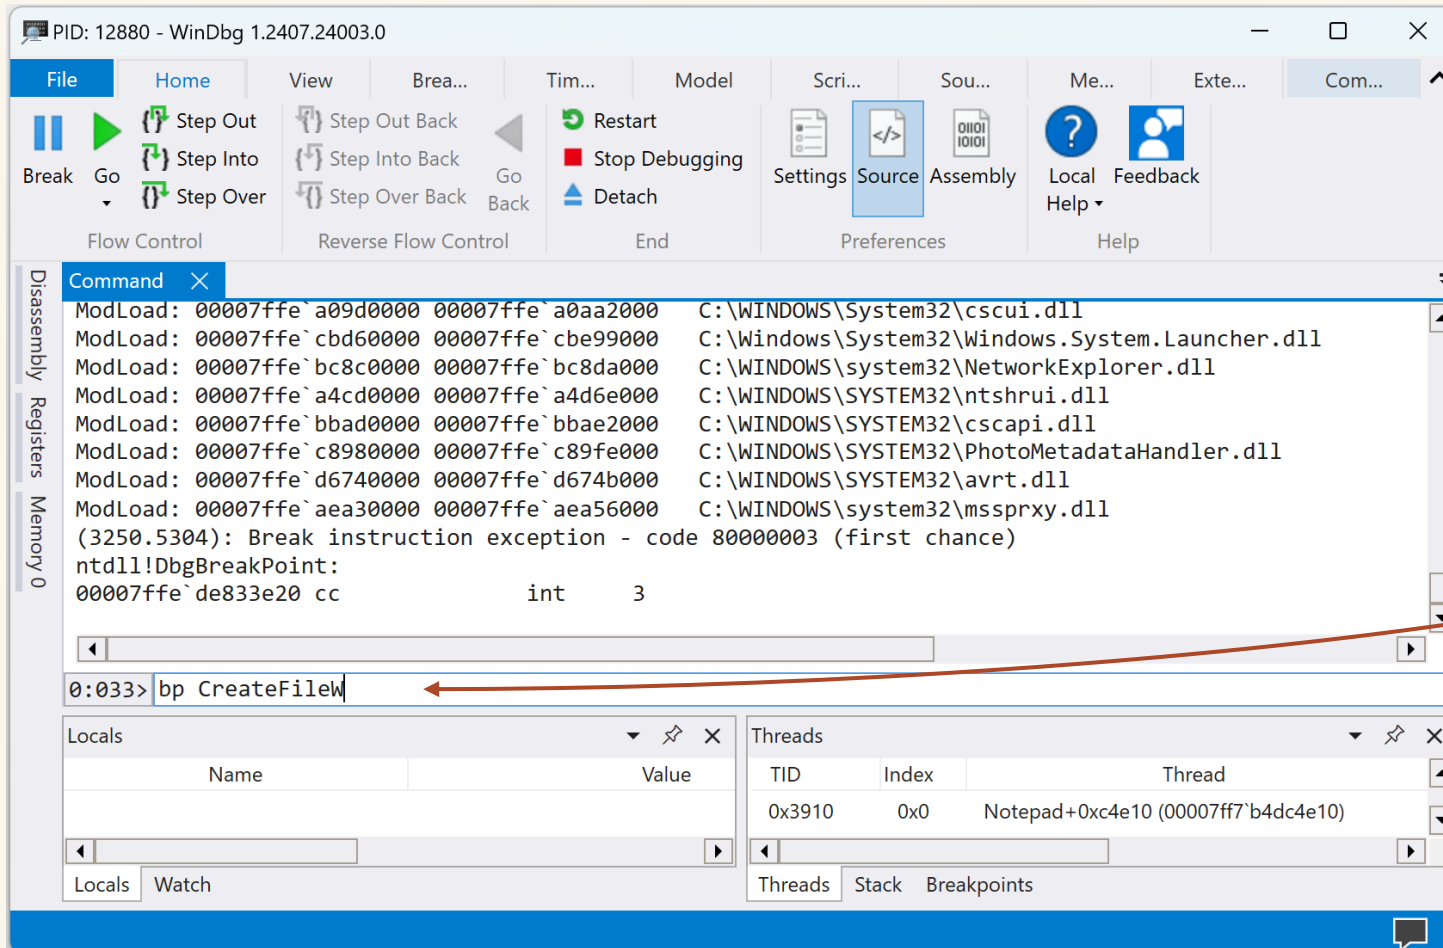 PID: 12880 - WinDbg 1.2407.24003.0
File Home View Brea... Tim... Model Scri... Sou... Me... Exte... Com...
Break
Go
Step Out
Step Into
Step Over
Flow Control
Step Out Back
Step Into Back
Step Over Back
Go
Back
Reverse Flow Control
Restart
Stop Debugging
Detach
End
Settings
Source
Assembly
Preferences
Local
Help
Feedback
Help
Disassembly
Registers
Memory 0
Command
ModLoad: 00007ffe`a09d0000 00007ffe`a0aa2000   C:\WINDOWS\System32\cscui.dll
ModLoad: 00007ffe`cbd60000 00007ffe`cbe99000   C:\Windows\System32\Windows.System.Launcher.dll
ModLoad: 00007ffe`bc8c0000 00007ffe`bc8da000   C:\Windows\system32\NetworkExplorer.dll
ModLoad: 00007ffe`a4cd0000 00007ffe`a4d6e000   C:\WINDOWS\SYSTEM32\ntshrui.dll
ModLoad: 00007ffe`bbad0000 00007ffe`bbae2000   C:\WINDOWS\SYSTEM32\cscapi.dll
ModLoad: 00007ffe`c8980000 00007ffe`c89fe000   C:\WINDOWS\SYSTEM32\PhotoMetadataHandler.dll
ModLoad: 00007ffe`d6740000 00007ffe`d674b000   C:\WINDOWS\SYSTEM32\avrt.dll
ModLoad: 00007ffe`aea30000 00007ffe`aea56000   C:\WINDOWS\system32\mssprxy.dll
(3250.5304): Break instruction exception - code 80000003 (first chance)
ntdll!DbgBreakPoint:
00007ffe`de833e20 cc              int     3
0:033> bp CreateFileW
Locals
Name Value
Locals Watch
Threads
TID Index Thread
0x3910 0x0 Notepad+0xc4e10 (00007ff7`b4dc4e10)
Threads Stack Breakpoints